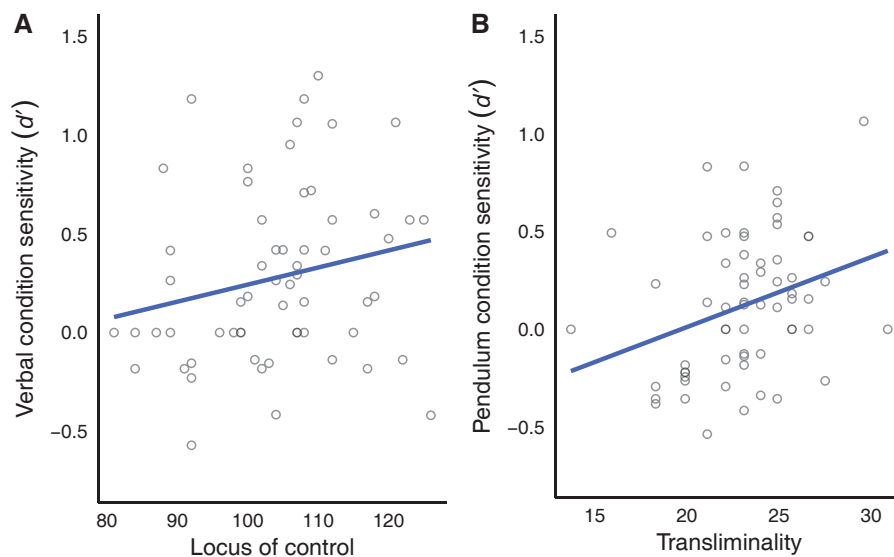 A
Verbal condition sensitivity (d′)
1.5
1.0
0.5
0.0
−0.5
80 90 100 110 120
Locus of control
B
Pendulum condition sensitivity (d′)
1.5
1.0
0.5
0.0
−0.5
15 20 25 30
Transliminality